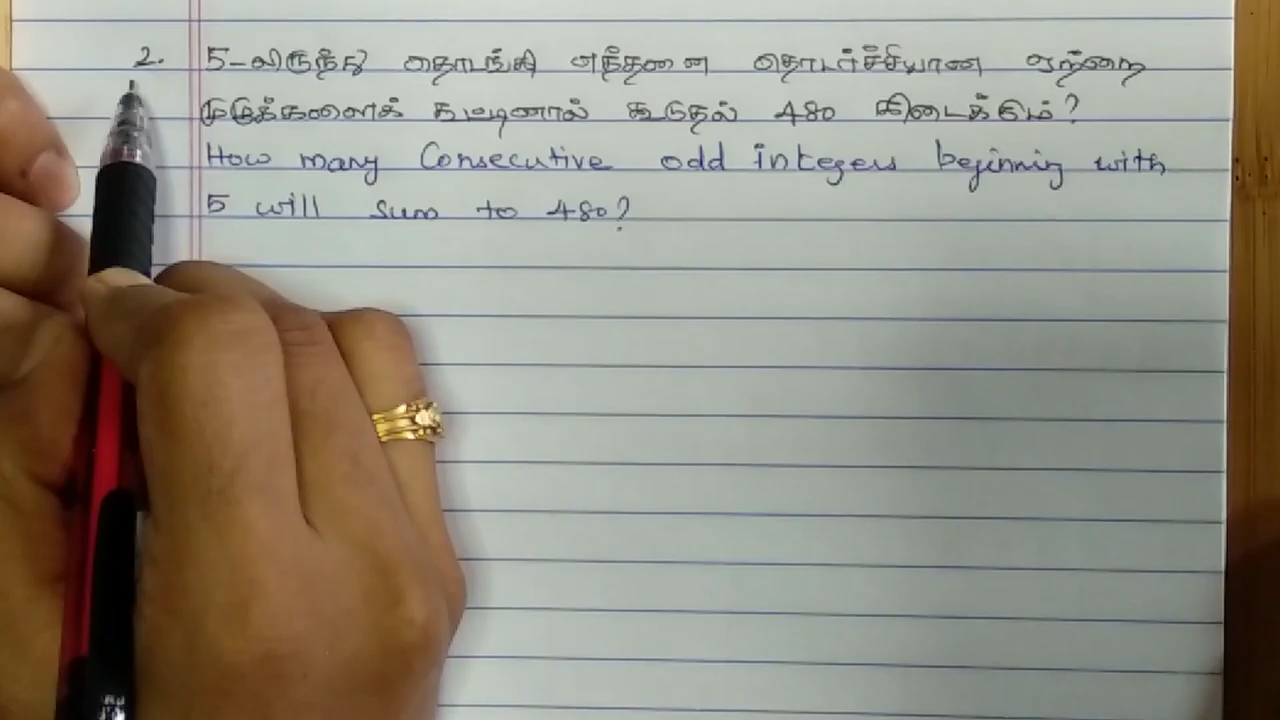 2. 5-லிருந்து தொடங்கி எத்தனை தொடர்ச்சியான ஒற்றை
முழுக்களைக் கூட்டினால் கூடுதல் 480 கிடைக்கும்?
How many Consecutive odd integers beginning with
5 will sum to 480?